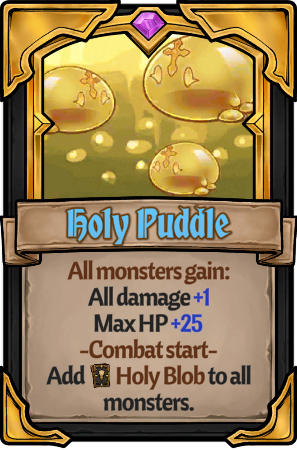 Holy Puddle
All monsters gain:
All damage +1
Max HP +25
-Combat start-
Add Holy Blob to all
monsters.